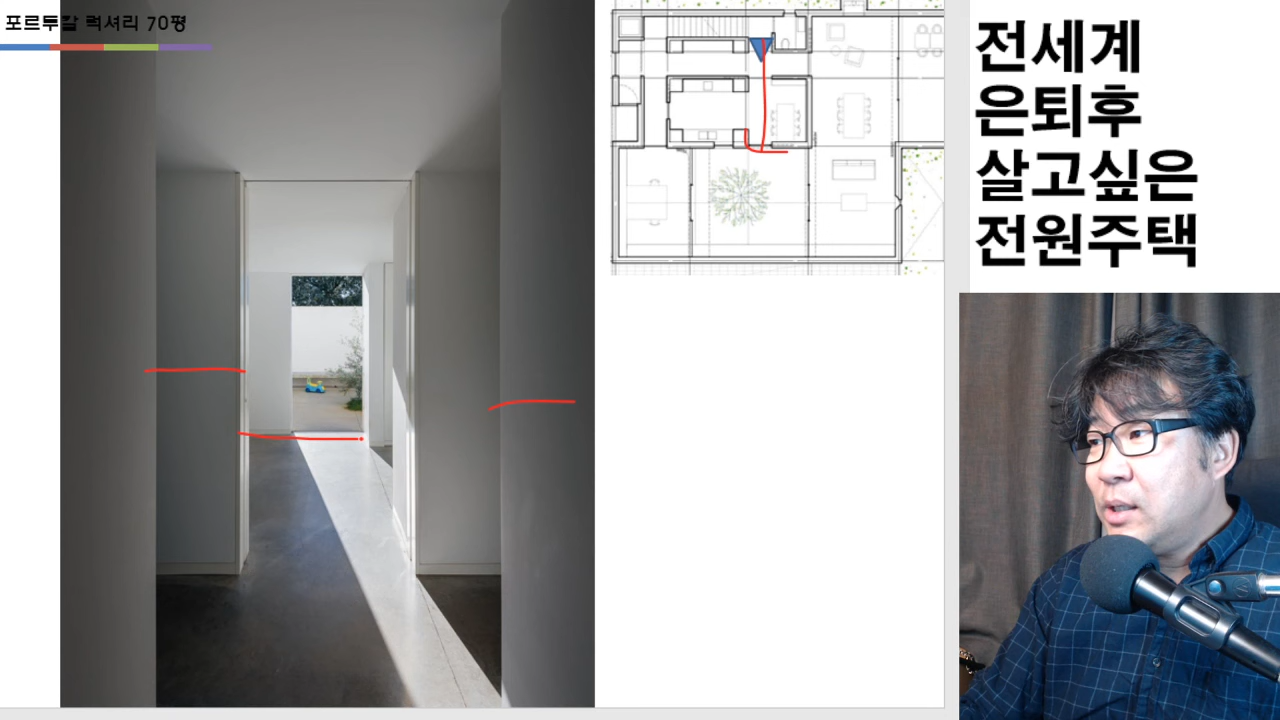 포르투갈 럭셔리 70평
전세계
은퇴후
살고싶은
전원주택